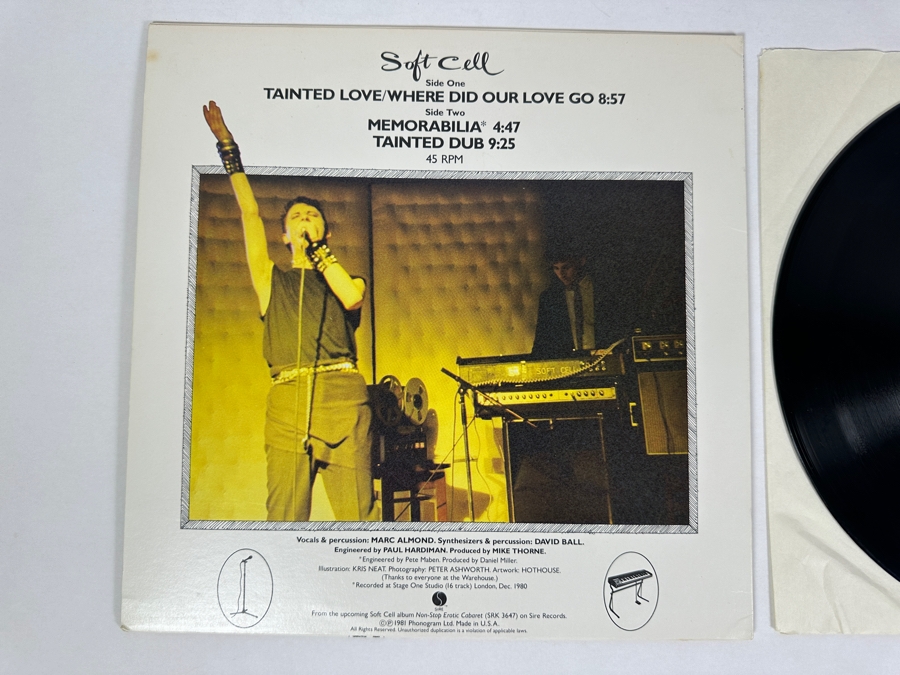 Soft Cell
Side One
TAINTED LOVE/WHERE DID OUR LOVE GO 8:57
Side Two
MEMORABILIA* 4:47
TAINTED DUB 9:25
45 RPM
SOFT CELL
Vocals & percussion: MARC ALMOND. Synthesizers & percussion: DAVID BALL.
Engineered by PAUL HARDIMAN. Produced by MIKE THORNE.
*Engineered by Pete Maben. Produced by Daniel Miller.
Illustration: KRIS NEAT. Photography: PETER ASHWORTH. Artwork: HOTHOUSE.
(Thanks to everyone at the Warehouse.)
*Recorded at Stage One Studio (16 track) London, Dec. 1980
SIRE
From the upcoming Soft Cell album Non-Stop Erotic Cabaret (SRK 3647) on Sire Records.
©℗1981 Phonogram Ltd. Made in U.S.A.
All Rights Reserved. Unauthorized duplication is a violation of applicable laws.